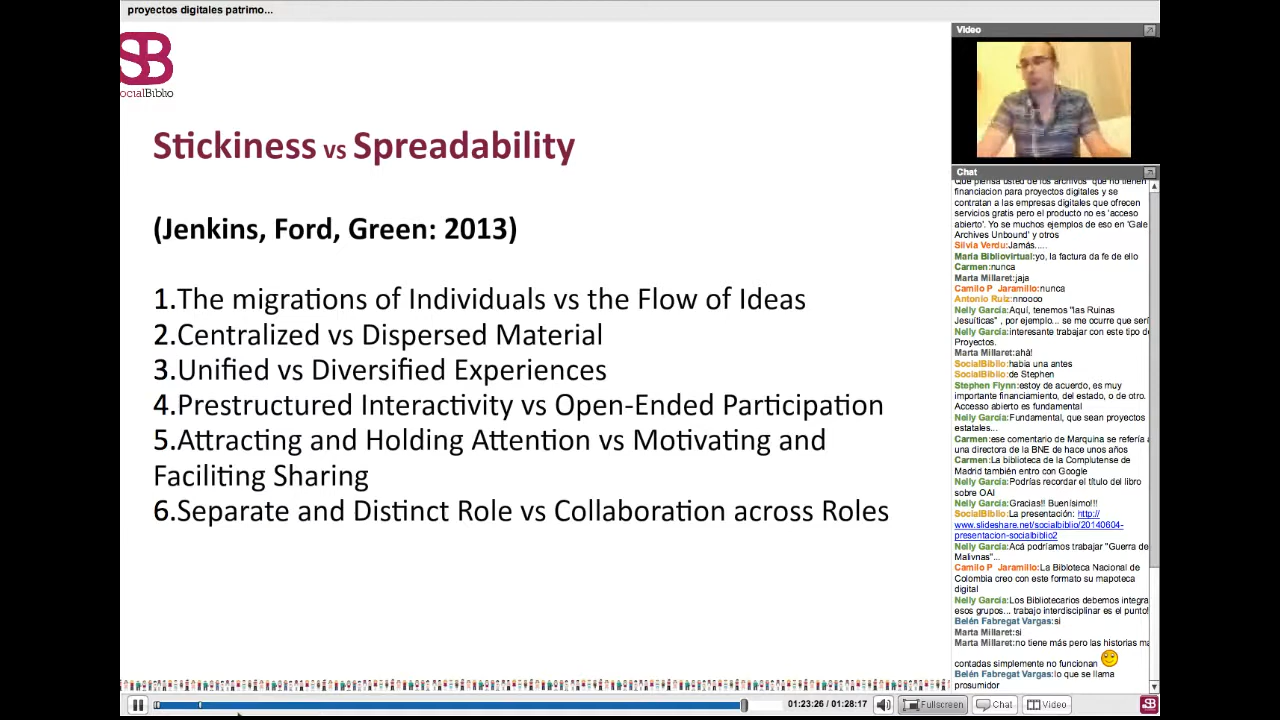 proyectos digitales patrimo...
SB
ocialBiblio
Stickiness vs Spreadability
(Jenkins, Ford, Green: 2013)
1.The migrations of Individuals vs the Flow of Ideas
2.Centralized vs Dispersed Material
3.Unified vs Diversified Experiences
4.Prestructured Interactivity vs Open-Ended Participation
5.Attracting and Holding Attention vs Motivating and
Faciliting Sharing
6.Separate and Distinct Role vs Collaboration across Roles
Video
Chat
Que piensa usted de los archivos que no tienen
financiacion para proyectos digitales y se
contratan a las empresas digitales que ofrecen
servicios gratis pero el producto no es 'acceso
abierto'. Yo se muchos ejemplos de eso en 'Gale
Archives Unbound' y otros
Silvia Verdu:Jamás.....
María Bibliovirtual:yo, la factura da fe de ello
Carmen:nunca
Marta Millaret:jaja
Camilo P Jaramillo:nunca
Antonio Ruiz:nnoooo
Nelly García:Aquí, tenemos "las Ruinas
Jesuíticas" , por ejemplo... se me ocurre que serí
Nelly García:interesante trabajar con este tipo de
Proyectos.
Marta Millaret:ahá!
SocialBiblio:habia una antes
SocialBiblio:de Stephen
Stephen Flynn:estoy de acuerdo, es muy
importante financiamiento, del estado, o de otro.
Accesso abierto es fundamental
Nelly García:Fundamental, que sean proyectos
estatales...
Carmen:ese comentario de Marquina se refería a
una directora de la BNE de hace unos años
Carmen:La biblioteca de la Complutense de
Madrid también entro con Google
Nelly García:Podrías recordar el título del libro
sobre OAI
Nelly García:Gracias!! Buenísimo!!!
SocialBiblio:La presentación: http://
www.slideshare.net/socialbiblio/20140604-
presentacion-socialbiblio2
Nelly García:Acá podríamos trabajar "Guerra de
Malivnas"...
Camilo P Jaramillo:La Bibloteca Nacional de
Colombia creo con este formato su mapoteca
digital
Nelly García:Los Bibliotecarios debemos integra
esos grupos... trabajo interdisciplinar es el punto!
Belén Fabregat Vargas:si
Marta Millaret:si
Marta Millaret:no tiene más pero las historias ma
contadas simplemente no funcionan
Belén Fabregat Vargas:lo que se llama
prosumidor
01:23:26 / 01:28:17
Fullscreen
Chat
Video
SB